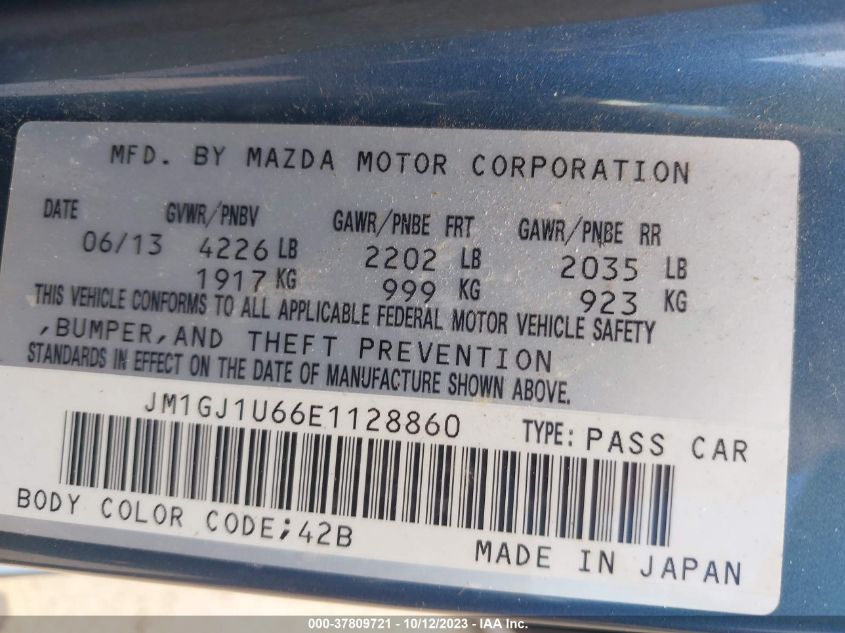 MFD. BY MAZDA MOTOR CORPORATION
DATE GVWR/PNBV GAWR/PNBE FRT GAWR/PNBE RR
06/13 4226 LB 2202 LB 2035 LB
1917 KG 999 KG 923 KG
THIS VEHICLE CONFORMS TO ALL APPLICABLE FEDERAL MOTOR VEHICLE SAFETY
,BUMPER,AND THEFT PREVENTION
STANDARDS IN EFFECT ON THE DATE OF MANUFACTURE SHOWN ABOVE.
JM1GJ1U66E1128860 TYPE: PASS CAR
BODY COLOR CODE;42B
MADE IN JAPAN
000-37809721 - 10/12/2023 - IAA Inc.